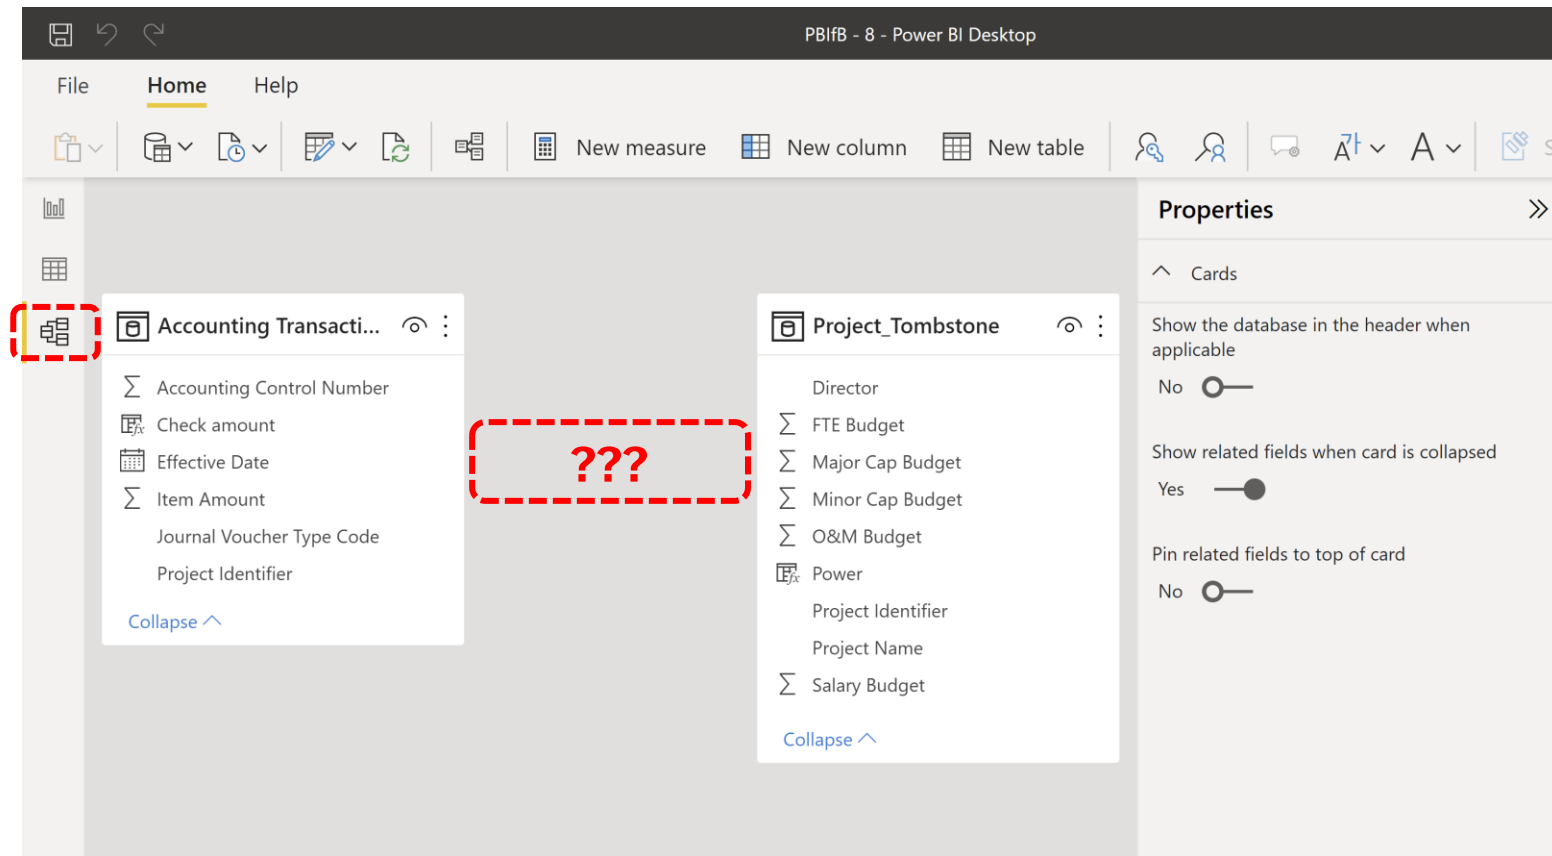 PBIfB - 8 - Power BI Desktop
File Home Help
New measure New column New table
Properties
Cards
Show the database in the header when
applicable
No
Show related fields when card is collapsed
Yes
Pin related fields to top of card
No
Accounting Transacti...
Accounting Control Number
Check amount
Effective Date
Item Amount
Journal Voucher Type Code
Project Identifier
Collapse
???
Project_Tombstone
Director
FTE Budget
Major Cap Budget
Minor Cap Budget
O&M Budget
Power
Project Identifier
Project Name
Salary Budget
Collapse